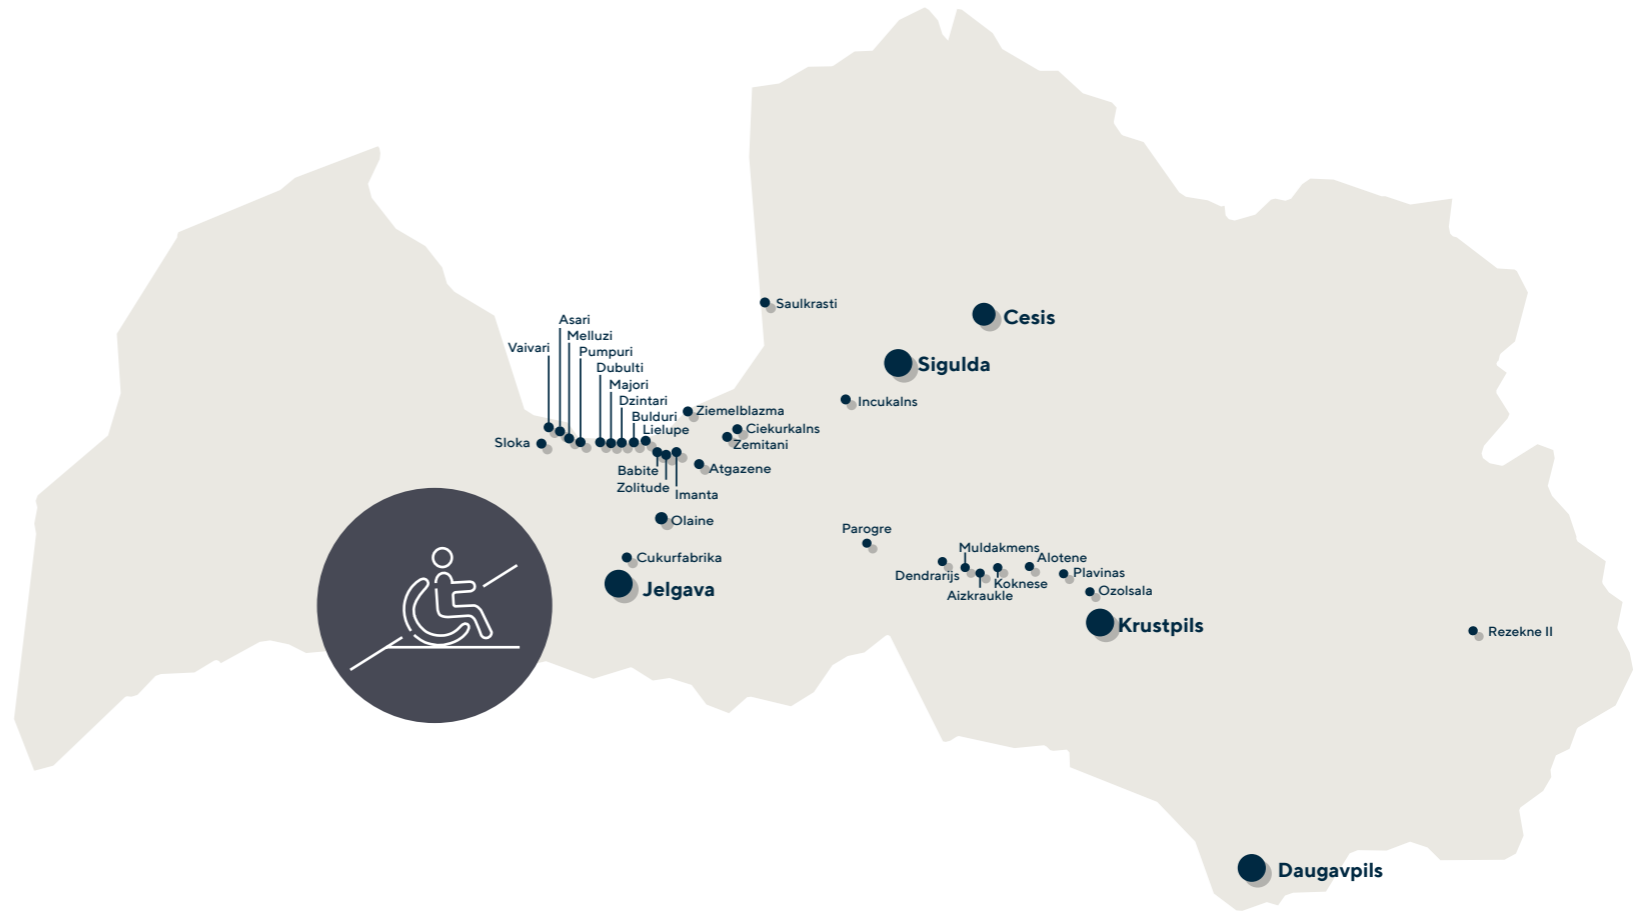 Saulkrasti
Cesis
Asari
Melluzi
Vaivari
Pumpuri
Sigulda
Dubulti
Majori
Dzintari
Incukalns
Ziemelblazma
Bulduri
Lielupe
Ciekurkalns
Sloka
Zemitani
Babite
Atgazene
Zolitude
Imanta
Olaine
Parogre
Muldakmens
Cukurfabrika
Alotene
Dendrarijs
Plavinas
Koknese
Jelgava
Aizkraukle
Ozolsala
Krustpils
Rezekne II
Daugavpils